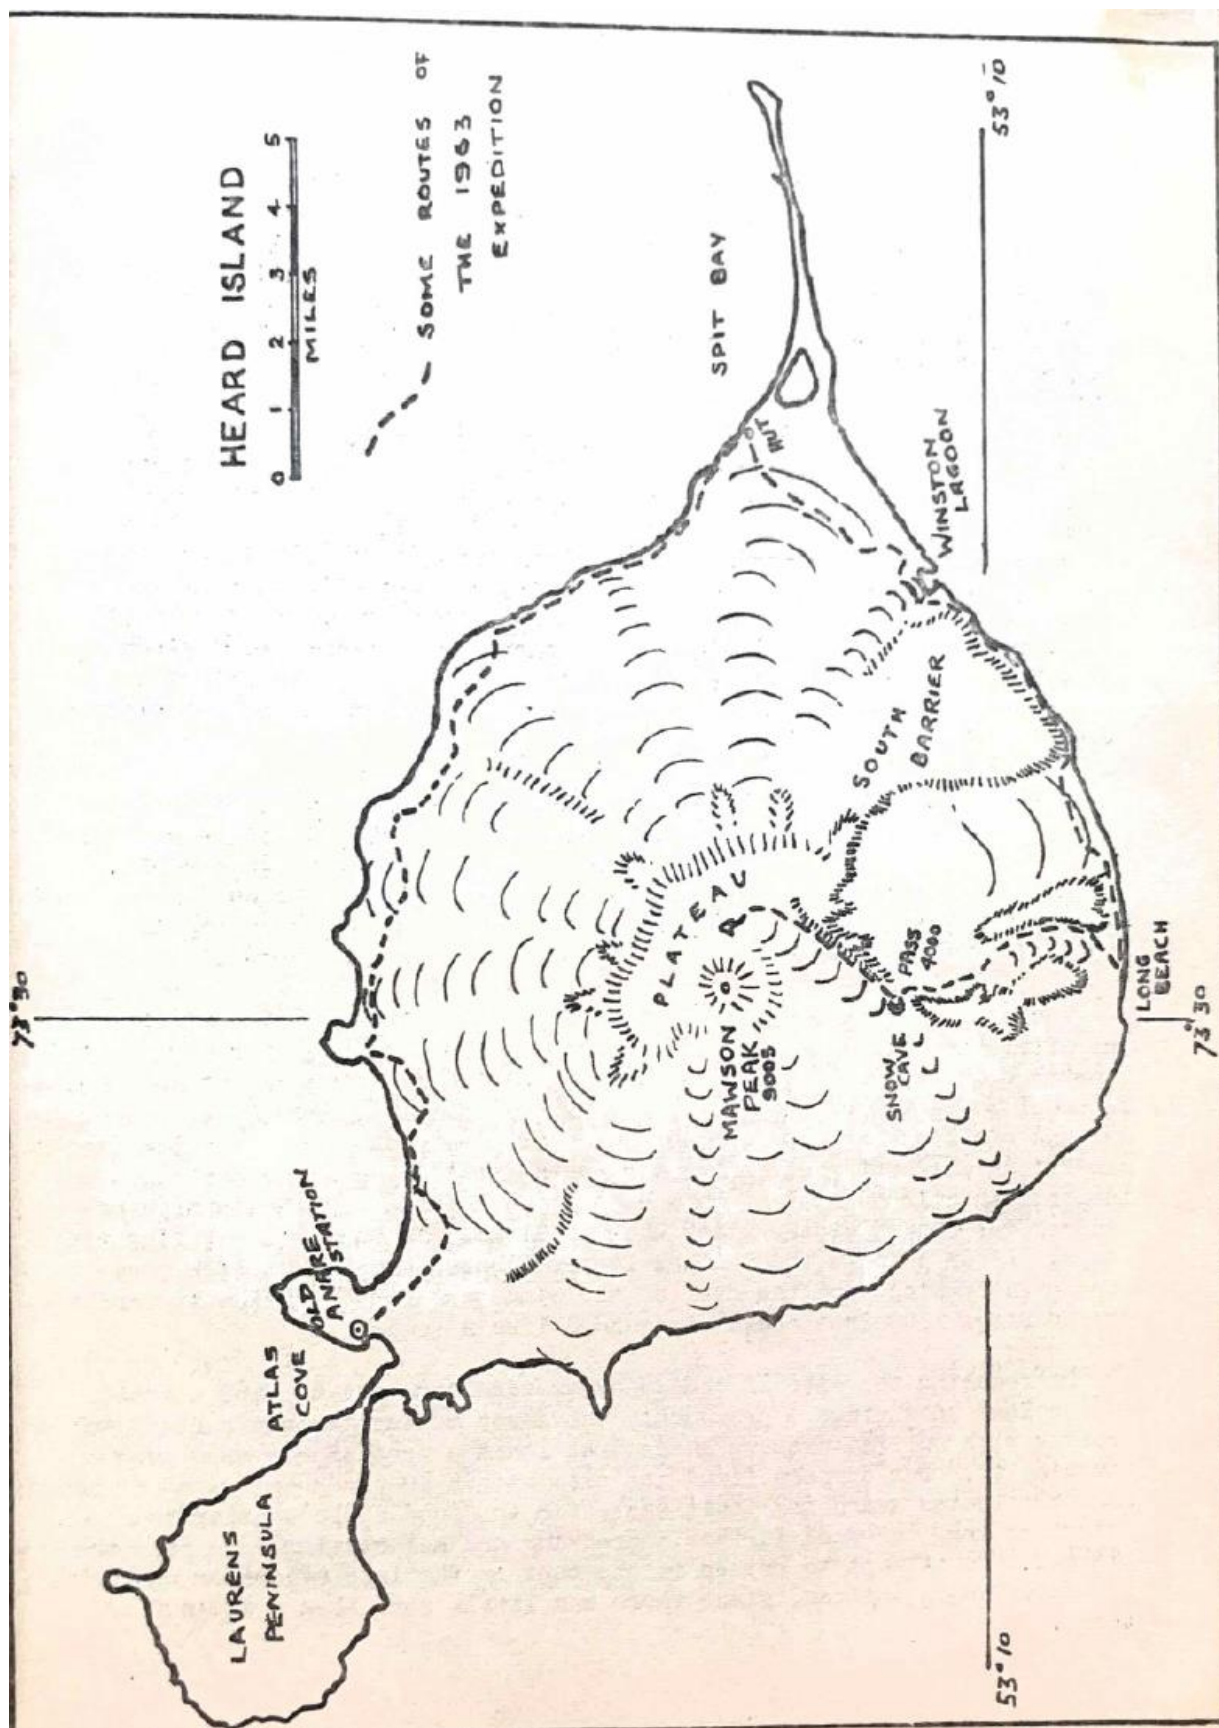 HEARD ISLAND
0 1 2 3 4 5
MILES
SOME ROUTES OF
THE 1963
EXPEDITION
73°30
53°10
SPIT BAY
HUT
WINSTON
LAGOON
SOUTH
BARRIER
PLATEAU
MAWSON
PEAK
9005
PASS
4000
SNOW
CAVE
LONG
BEACH
73°30
OLD
ANARE
STATION
ATLAS
COVE
LAURENS
PENINSULA
53°10